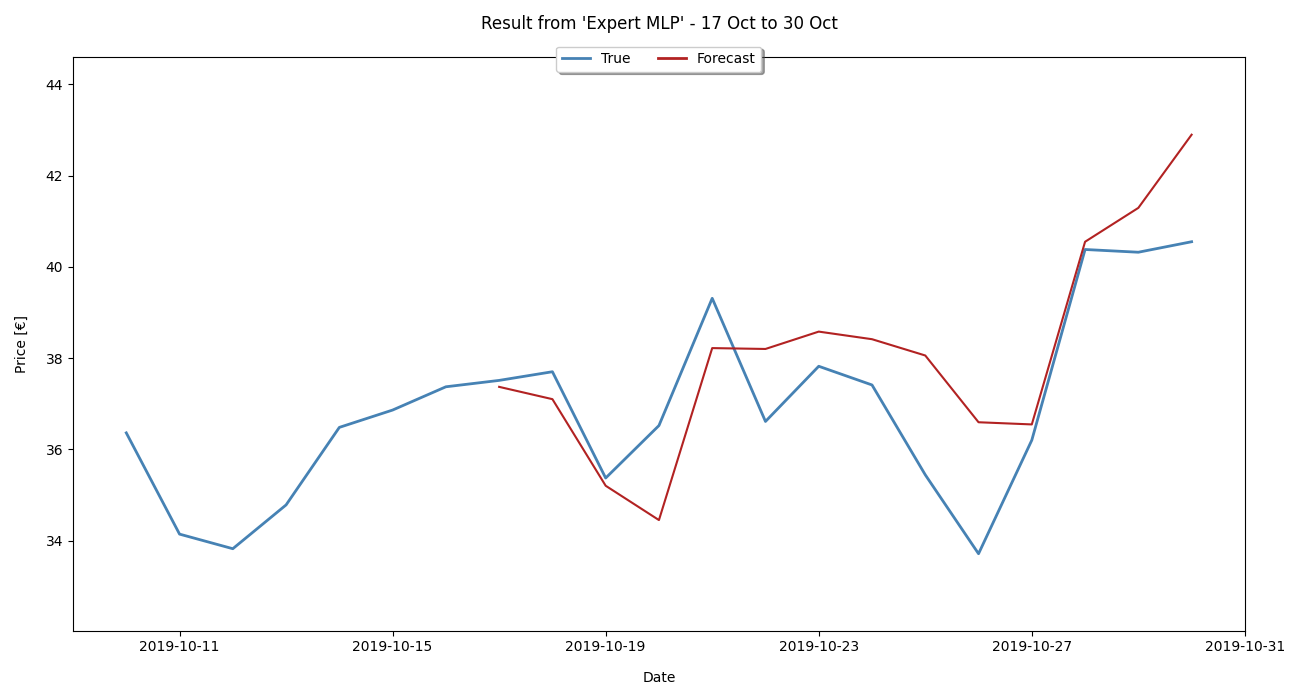 Result from 'Expert MLP' - 17 Oct to 30 Oct
True Forecast
Price [€]
44
42
40
38
36
34
2019-10-11 2019-10-15 2019-10-19 2019-10-23 2019-10-27 2019-10-31
Date